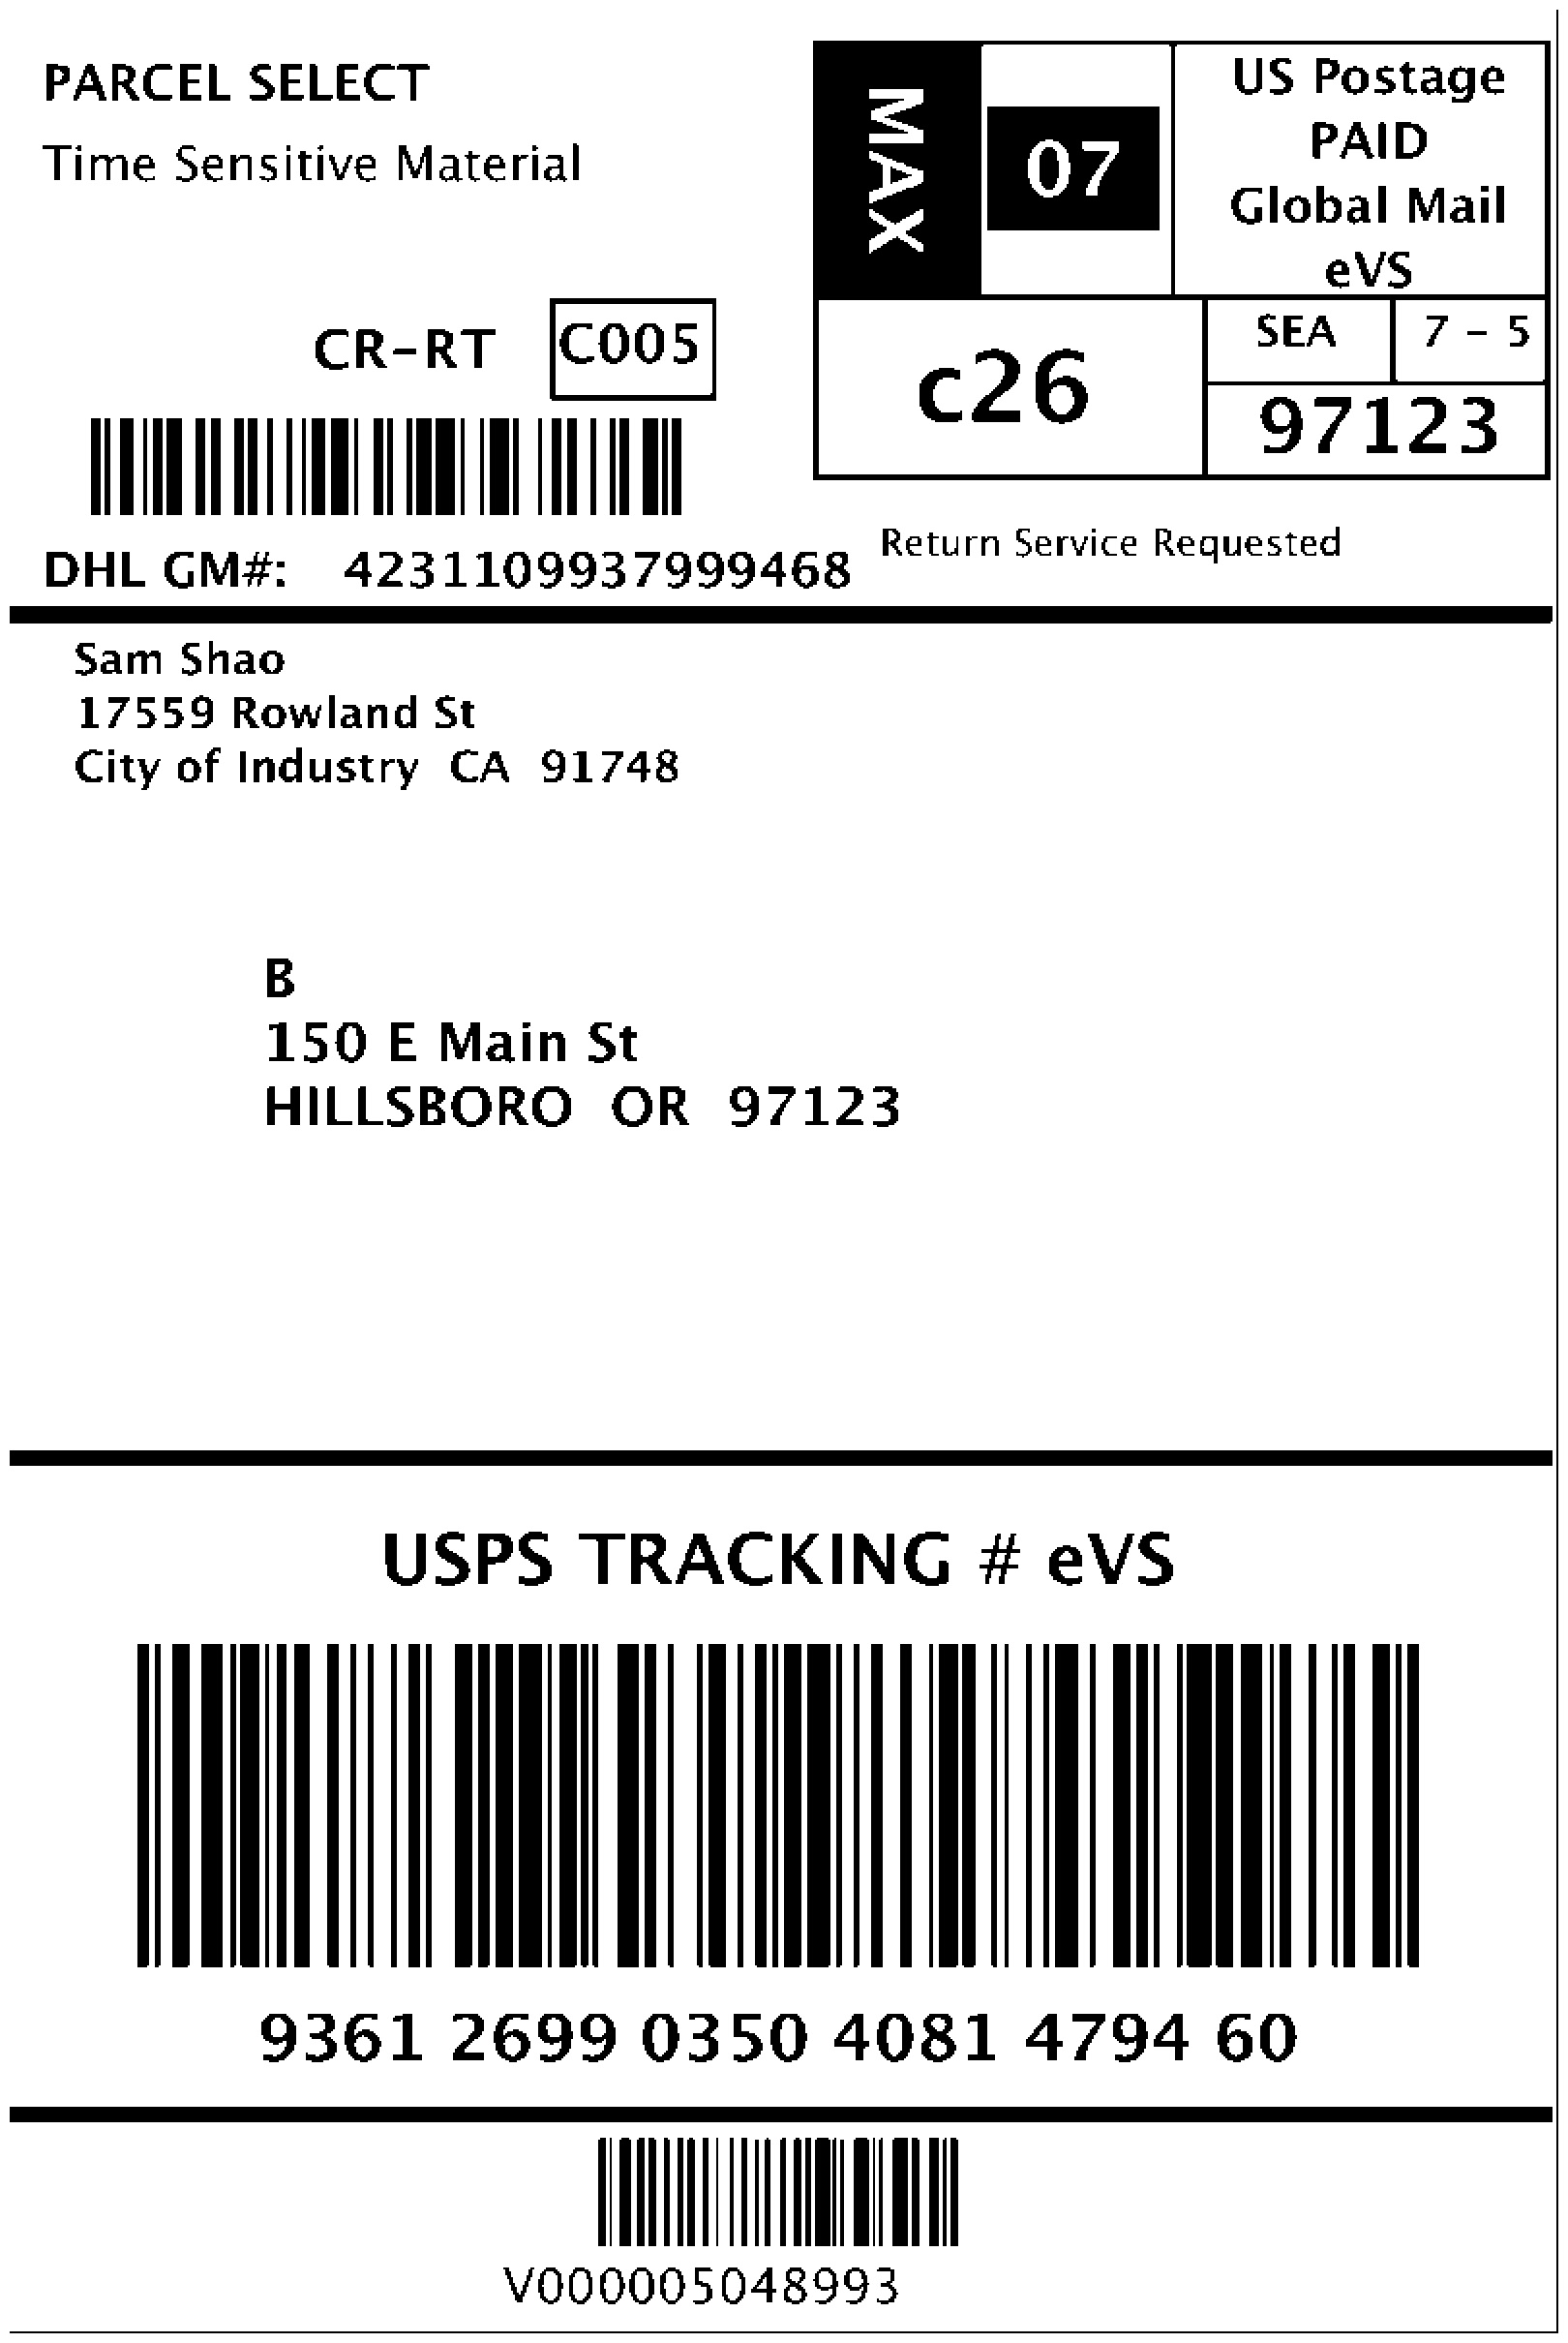 PARCEL SELECT
Time Sensitive Material
CR-RT C005
DHL GM#: 4231109937999468
MAX
07
US Postage
PAID
Global Mail
eVS
c26
SEA
7 - 5
97123
Return Service Requested
Sam Shao
17559 Rowland St
City of Industry CA 91748
B
150 E Main St
HILLSBORO OR 97123
USPS TRACKING # eVS
9361 2699 0350 4081 4794 60
V000005048993